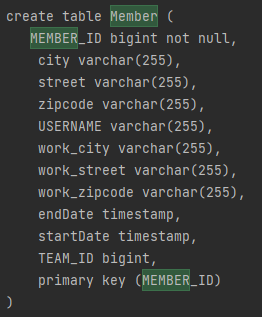 create table Member (
MEMBER_ID bigint not null,
city varchar(255),
street varchar(255),
zipcode varchar(255),
USERNAME varchar(255),
work_city varchar(255),
work_street varchar(255),
work_zipcode varchar(255),
endDate timestamp,
startDate timestamp,
TEAM_ID bigint,
primary key (MEMBER_ID)
)